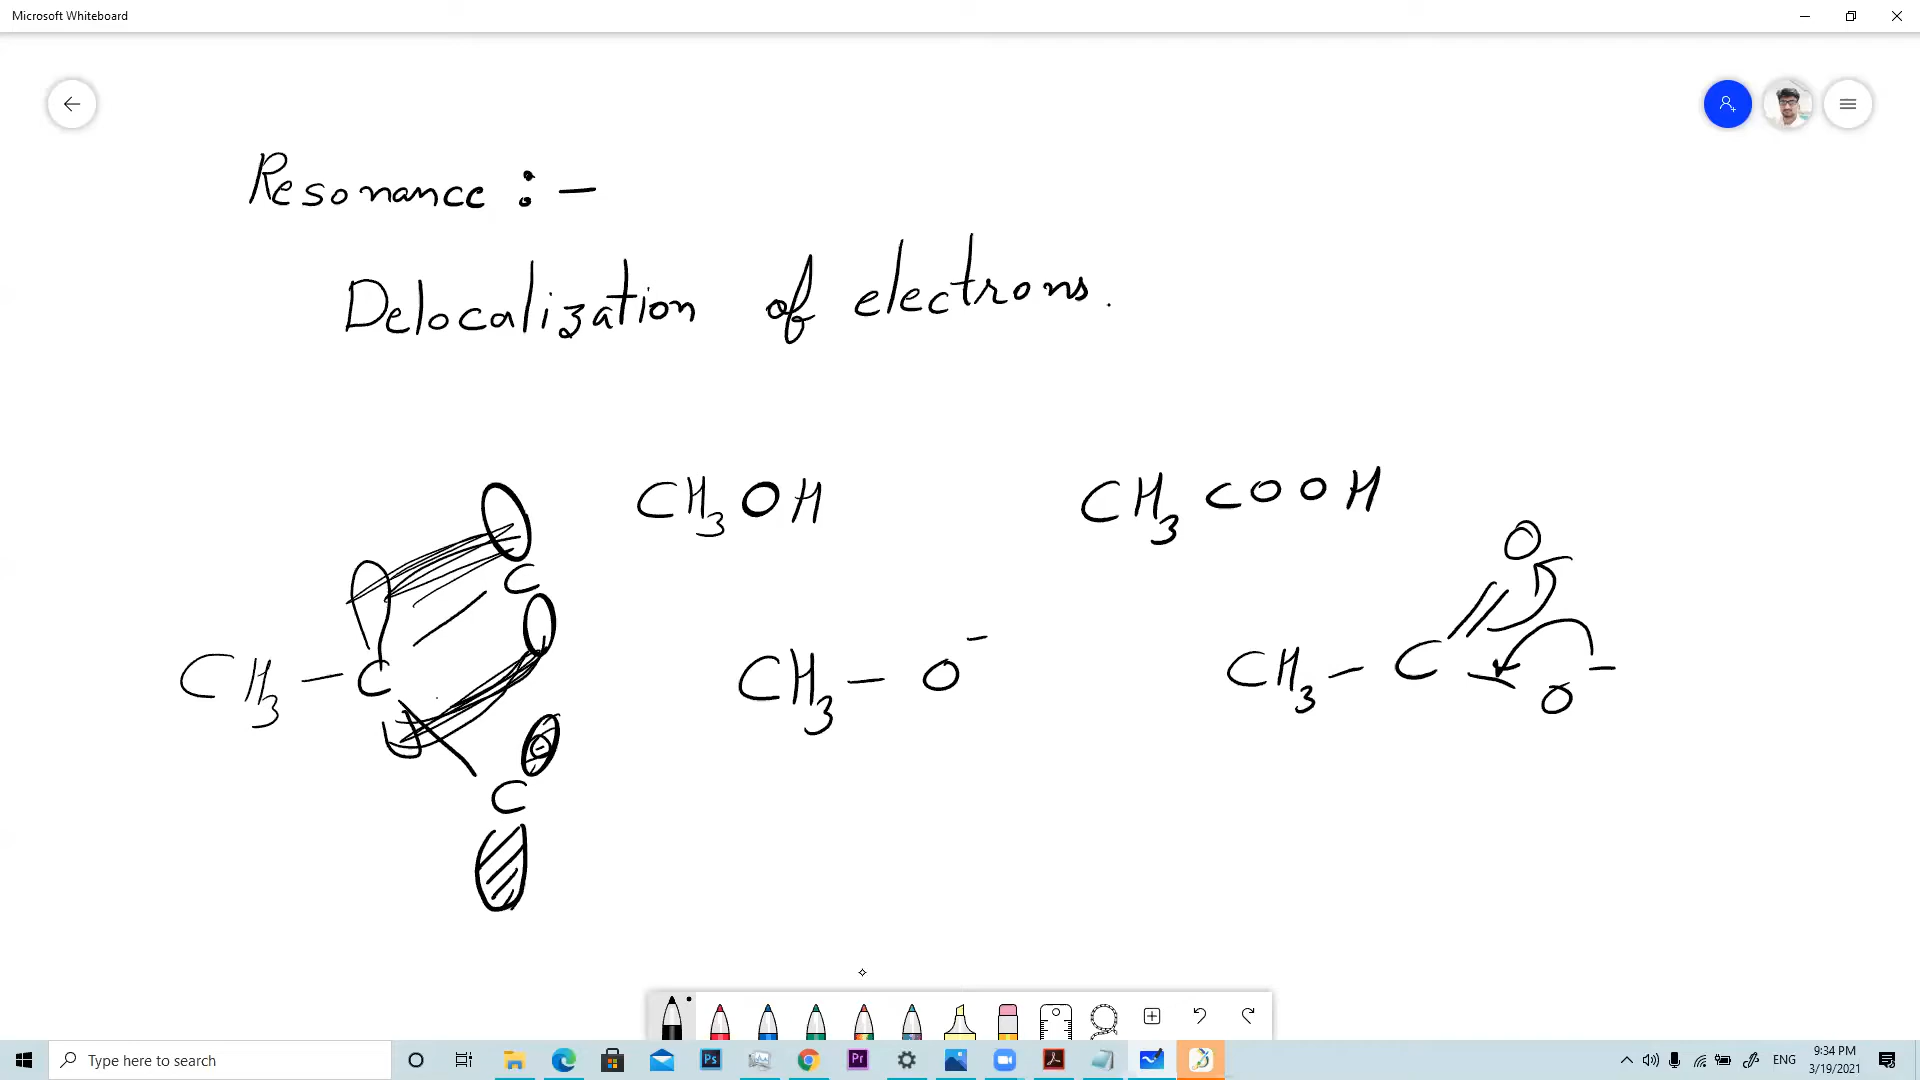 Microsoft Whiteboard
Resonance :-
Delocalization of electrons.
CH3OH
CH3COOH
C
O
CH3-C
CH3-O-
CH3-C-O-
C
Type here to search
ENG
9:34 PM
3/19/2021